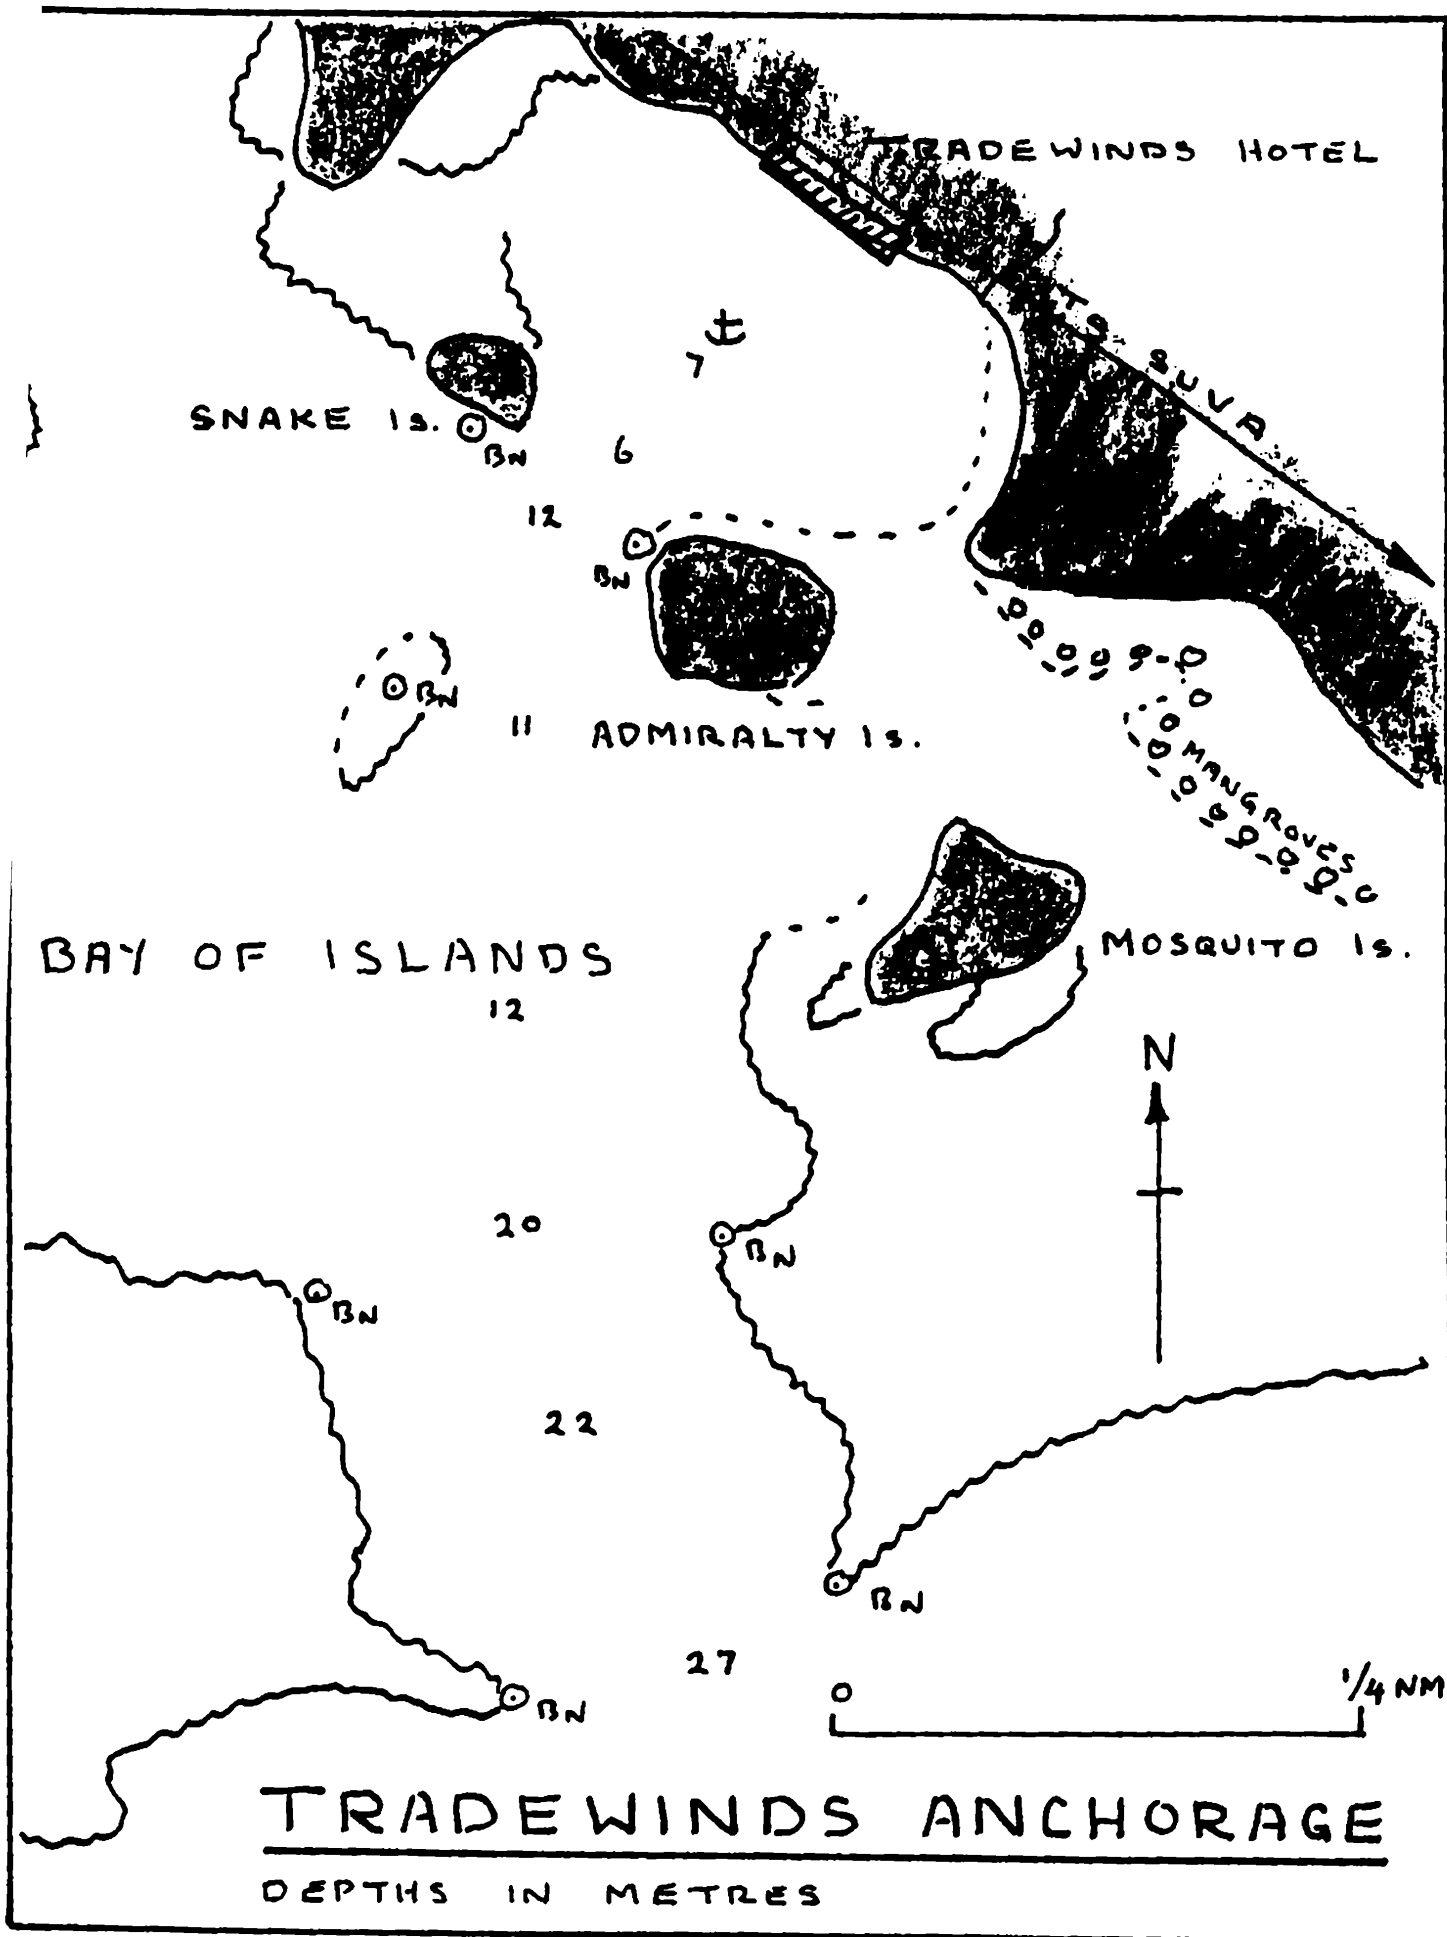 TRADEWINDS HOTEL
TO SUVA
7
SNAKE Is.
BN
6
12
BN
BN
11
ADMIRALTY Is.
MANGROVES
BAY OF ISLANDS
MOSQUITO Is.
12
N
20
BN
BN
22
BN
27
0
1/4 NM
BN
TRADEWINDS ANCHORAGE
DEPTHS IN METRES